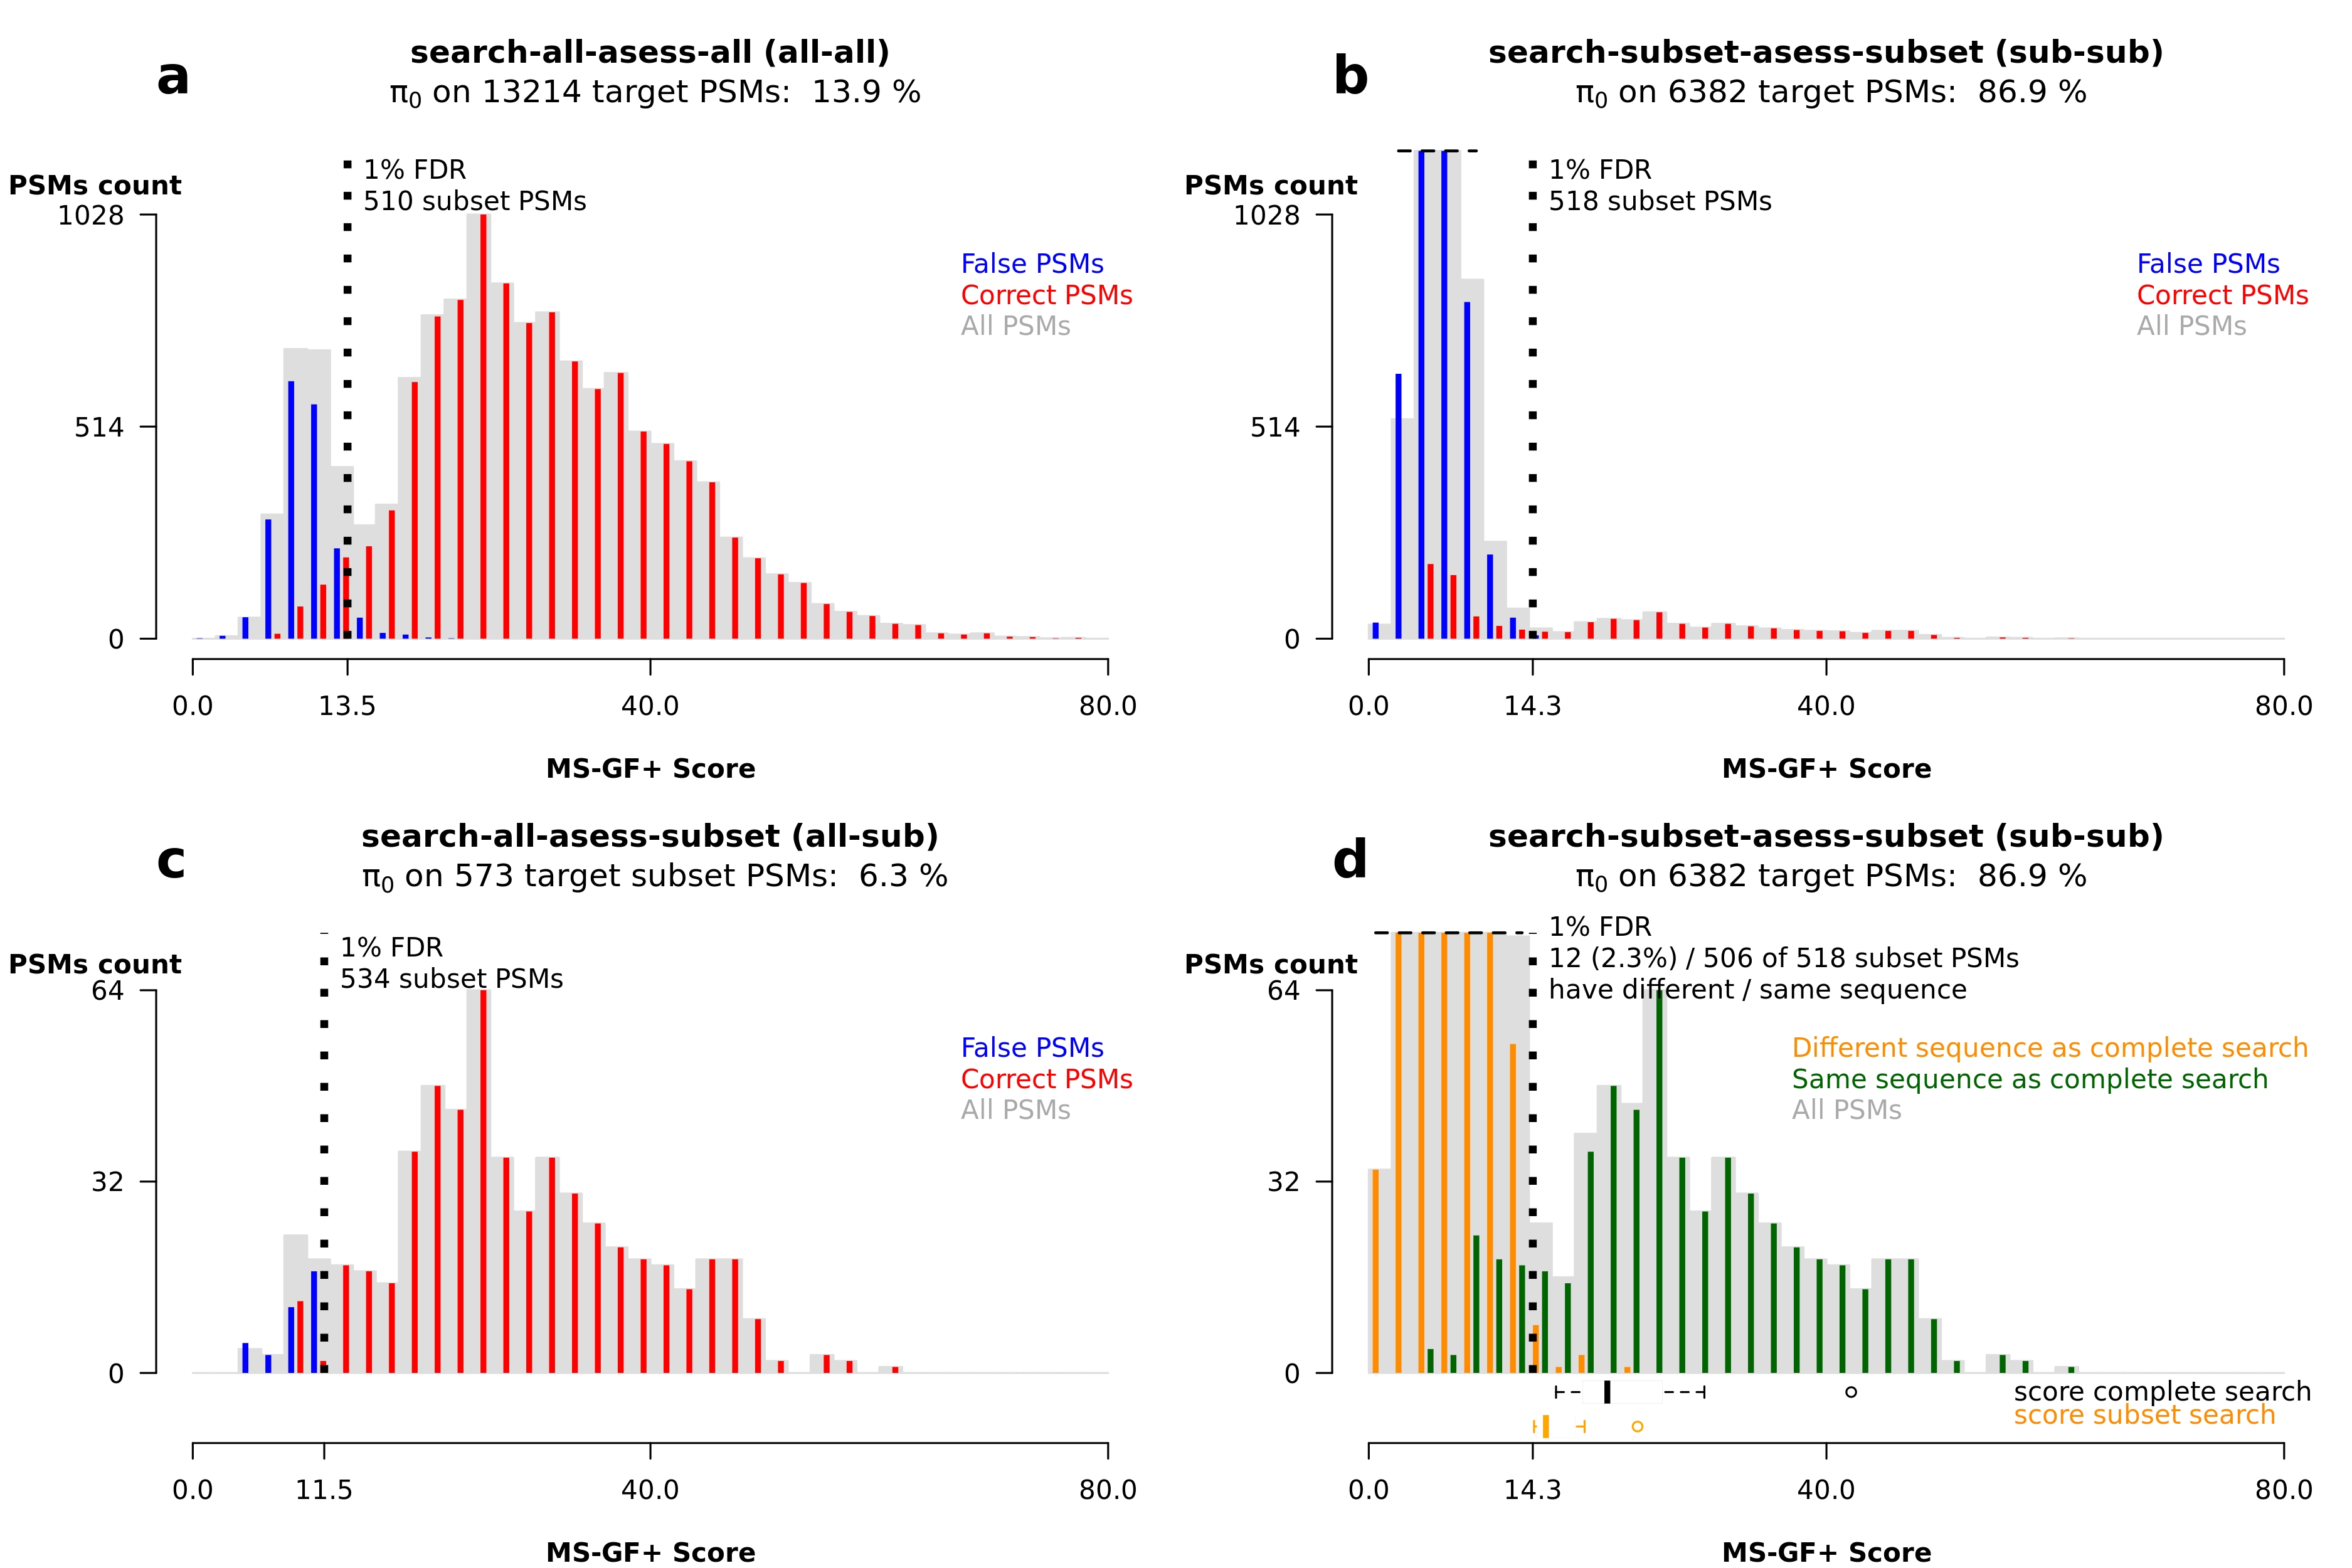 a
search-all-asess-all (all-all)
π0 on 13214 target PSMs: 13.9 %
PSMs count
1028
514
0
1% FDR
510 subset PSMs
False PSMs
Correct PSMs
All PSMs
0.0
13.5
40.0
80.0
MS-GF+ Score
b
search-subset-asess-subset (sub-sub)
π0 on 6382 target PSMs: 86.9 %
PSMs count
1028
514
0
1% FDR
518 subset PSMs
False PSMs
Correct PSMs
All PSMs
0.0
14.3
40.0
80.0
MS-GF+ Score
c
search-all-asess-subset (all-sub)
π0 on 573 target subset PSMs: 6.3 %
PSMs count
64
32
0
1% FDR
534 subset PSMs
False PSMs
Correct PSMs
All PSMs
0.0
11.5
40.0
80.0
MS-GF+ Score
d
search-subset-asess-subset (sub-sub)
π0 on 6382 target PSMs: 86.9 %
PSMs count
64
32
0
1% FDR
12 (2.3%) / 506 of 518 subset PSMs
have different / same sequence
Different sequence as complete search
Same sequence as complete search
All PSMs
score complete search
score subset search
0.0
14.3
40.0
80.0
MS-GF+ Score